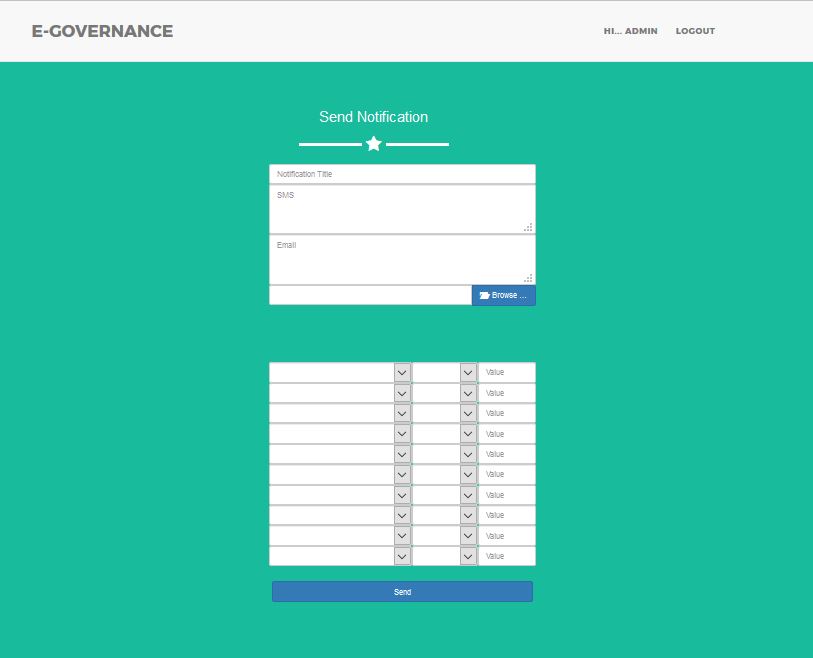 E-GOVERNANCE
HI... ADMIN LOGOUT
Send Notification
Notification Title
SMS
Email
Browse ...
Value
Value
Value
Value
Value
Value
Value
Value
Value
Value
Send